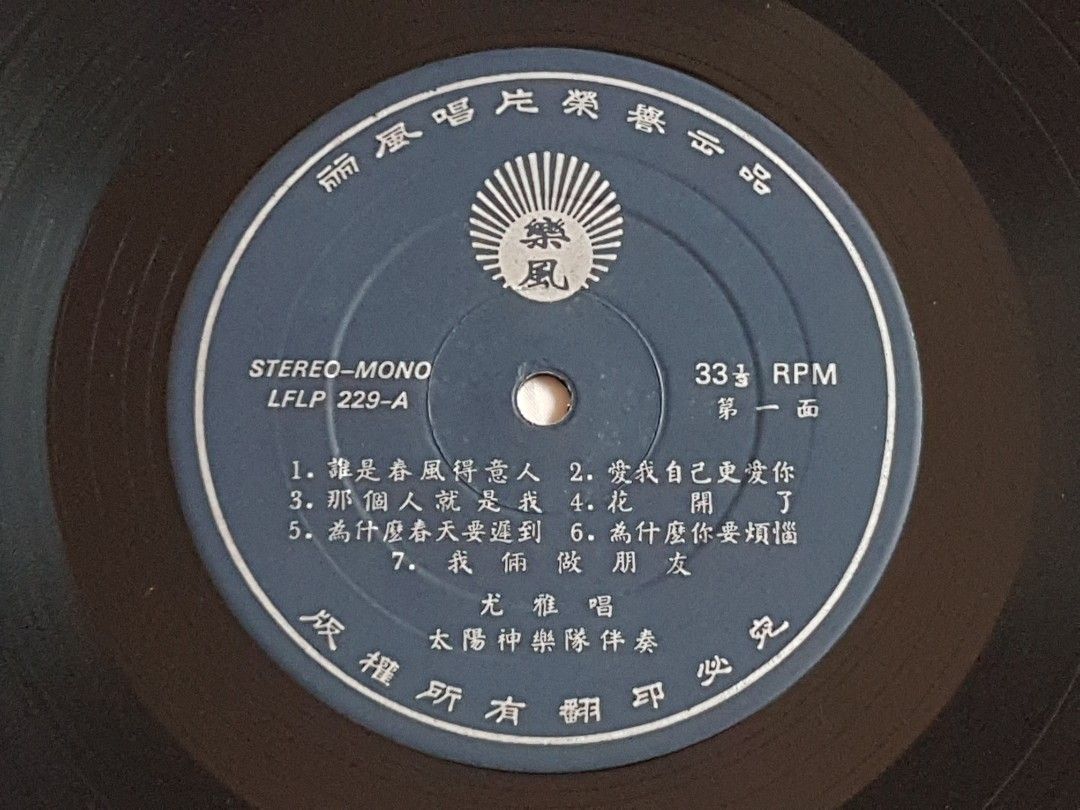 丽風唱片榮譽出品
樂風
STEREO–MONO
LFLP 229–A
33⅓ RPM
第一面
1. 誰是春風得意人 2. 愛我自己更愛你
3. 那個人就是我 4. 花開了
5. 為什麼春天要遲到 6. 為什麼你要煩惱
7. 我倆做朋友
尤雅唱
太陽神樂隊伴奏
版權所有翻印必究